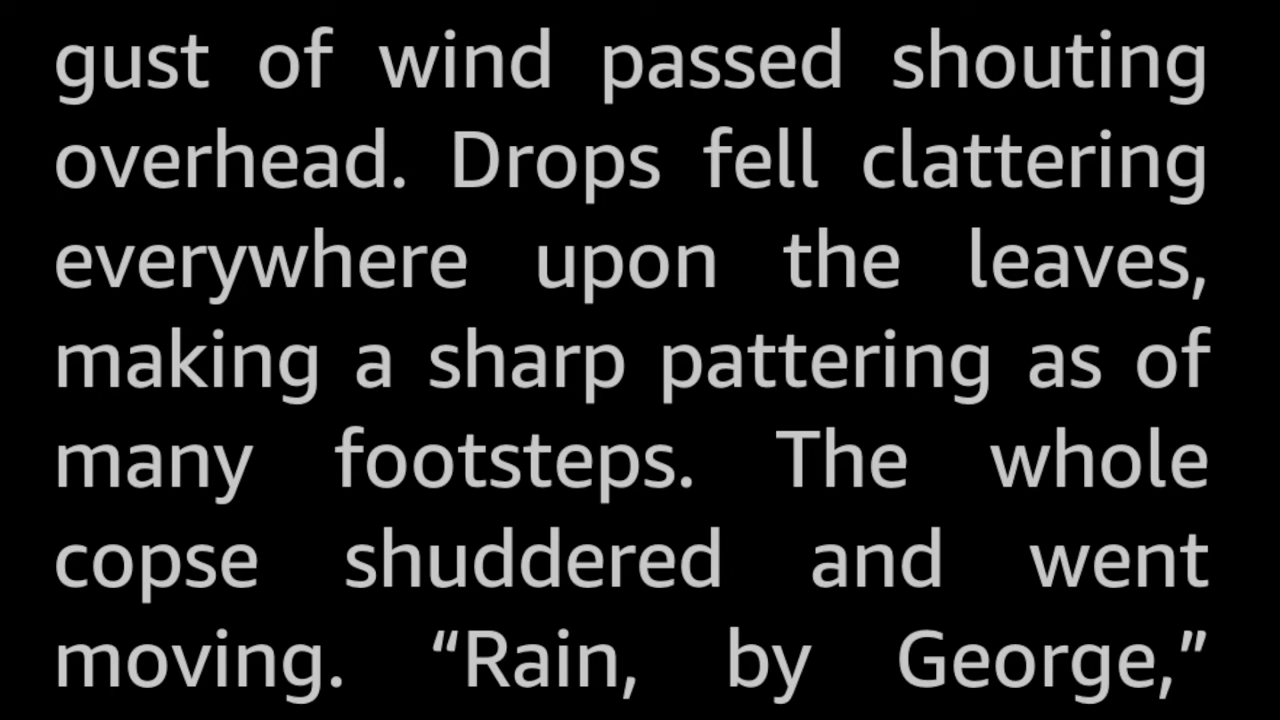 gust of wind passed shouting
overhead. Drops fell clattering
everywhere upon the leaves,
making a sharp pattering as of
many footsteps. The whole
copse shuddered and went
moving. “Rain, by George,”